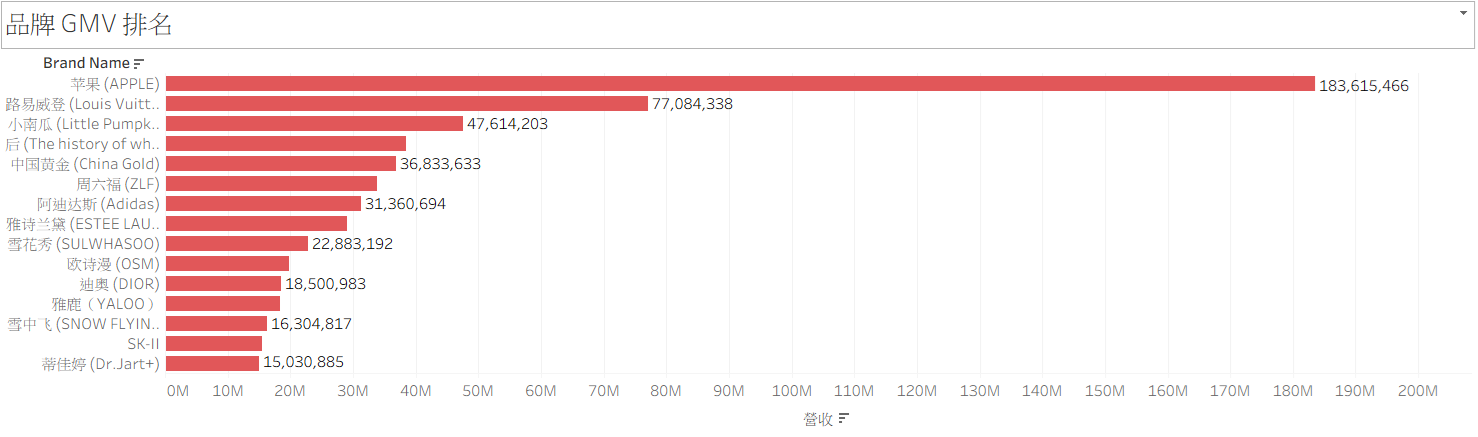 品牌 GMV 排名
Brand Name
苹果 (APPLE) 183,615,466
路易威登 (Louis Vuitt.. 77,084,338
小南瓜 (Little Pumpk.. 47,614,203
后 (The history of wh..
中国黄金 (China Gold) 36,833,633
周六福 (ZLF)
阿迪达斯 (Adidas) 31,360,694
雅诗兰黛 (ESTEE LAU..
雪花秀 (SULWHASOO) 22,883,192
欧诗漫 (OSM)
迪奥 (DIOR) 18,500,983
雅鹿（YALOO）
雪中飞 (SNOW FLYIN.. 16,304,817
SK-II
蒂佳婷 (Dr.Jart+) 15,030,885
0M 10M 20M 30M 40M 50M 60M 70M 80M 90M 100M 110M 120M 130M 140M 150M 160M 170M 180M 190M 200M
營收